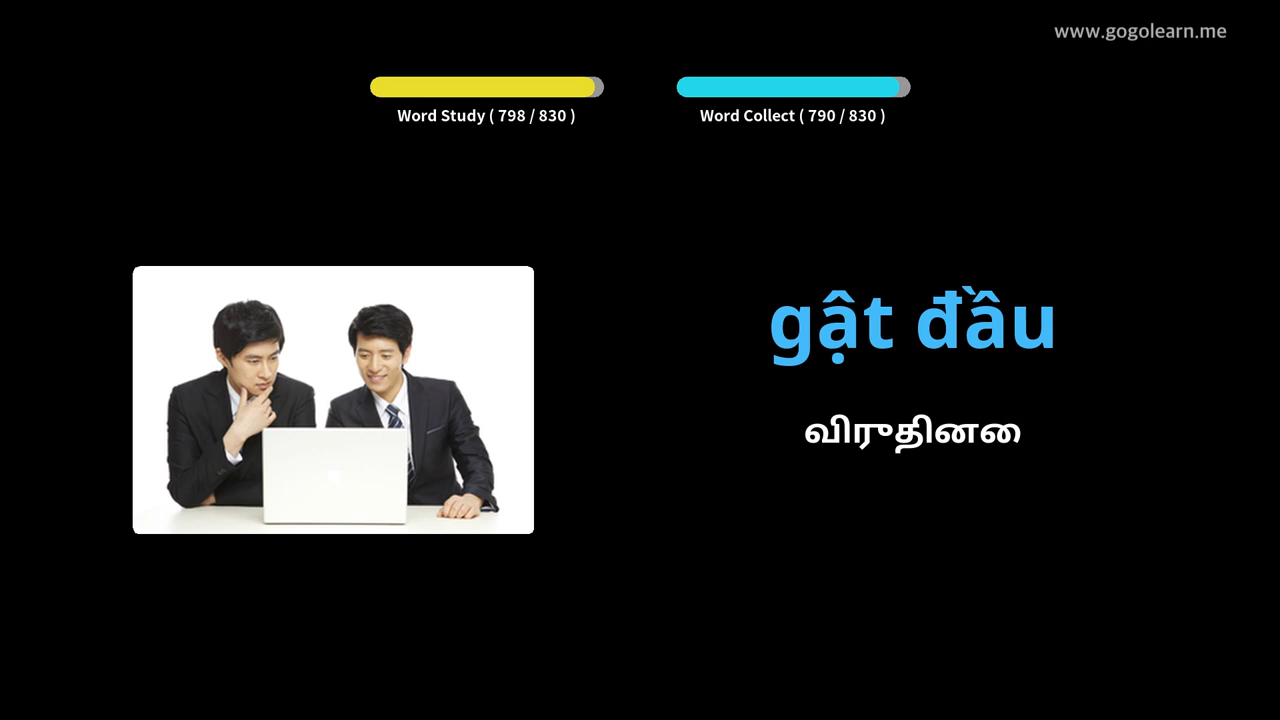 www.gogolearn.me
Word Study ( 798 / 830 )
Word Collect ( 790 / 830 )
gật đầu
விருதினை